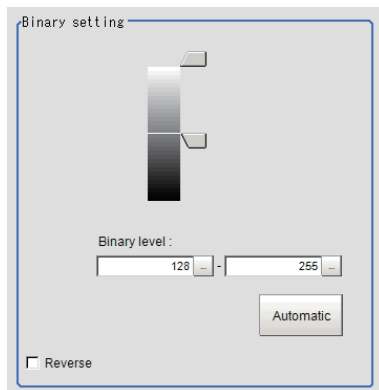 Binary setting
Binary level :
128 ... - 255 ...
Automatic
Reverse